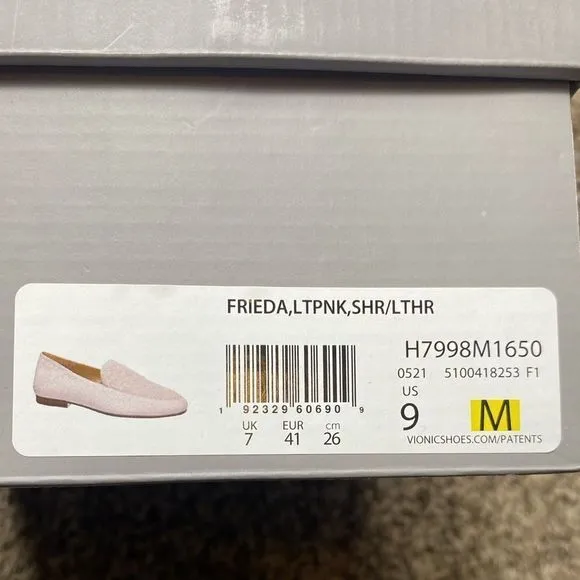 FRIEDA,LTPNK,SHR/LTHR
H7998M1650
0521 5100418253 F1
1 92329 60690 9
US
9 M
UK EUR cm
7 41 26
VIONICSHOES.COM/PATENTS